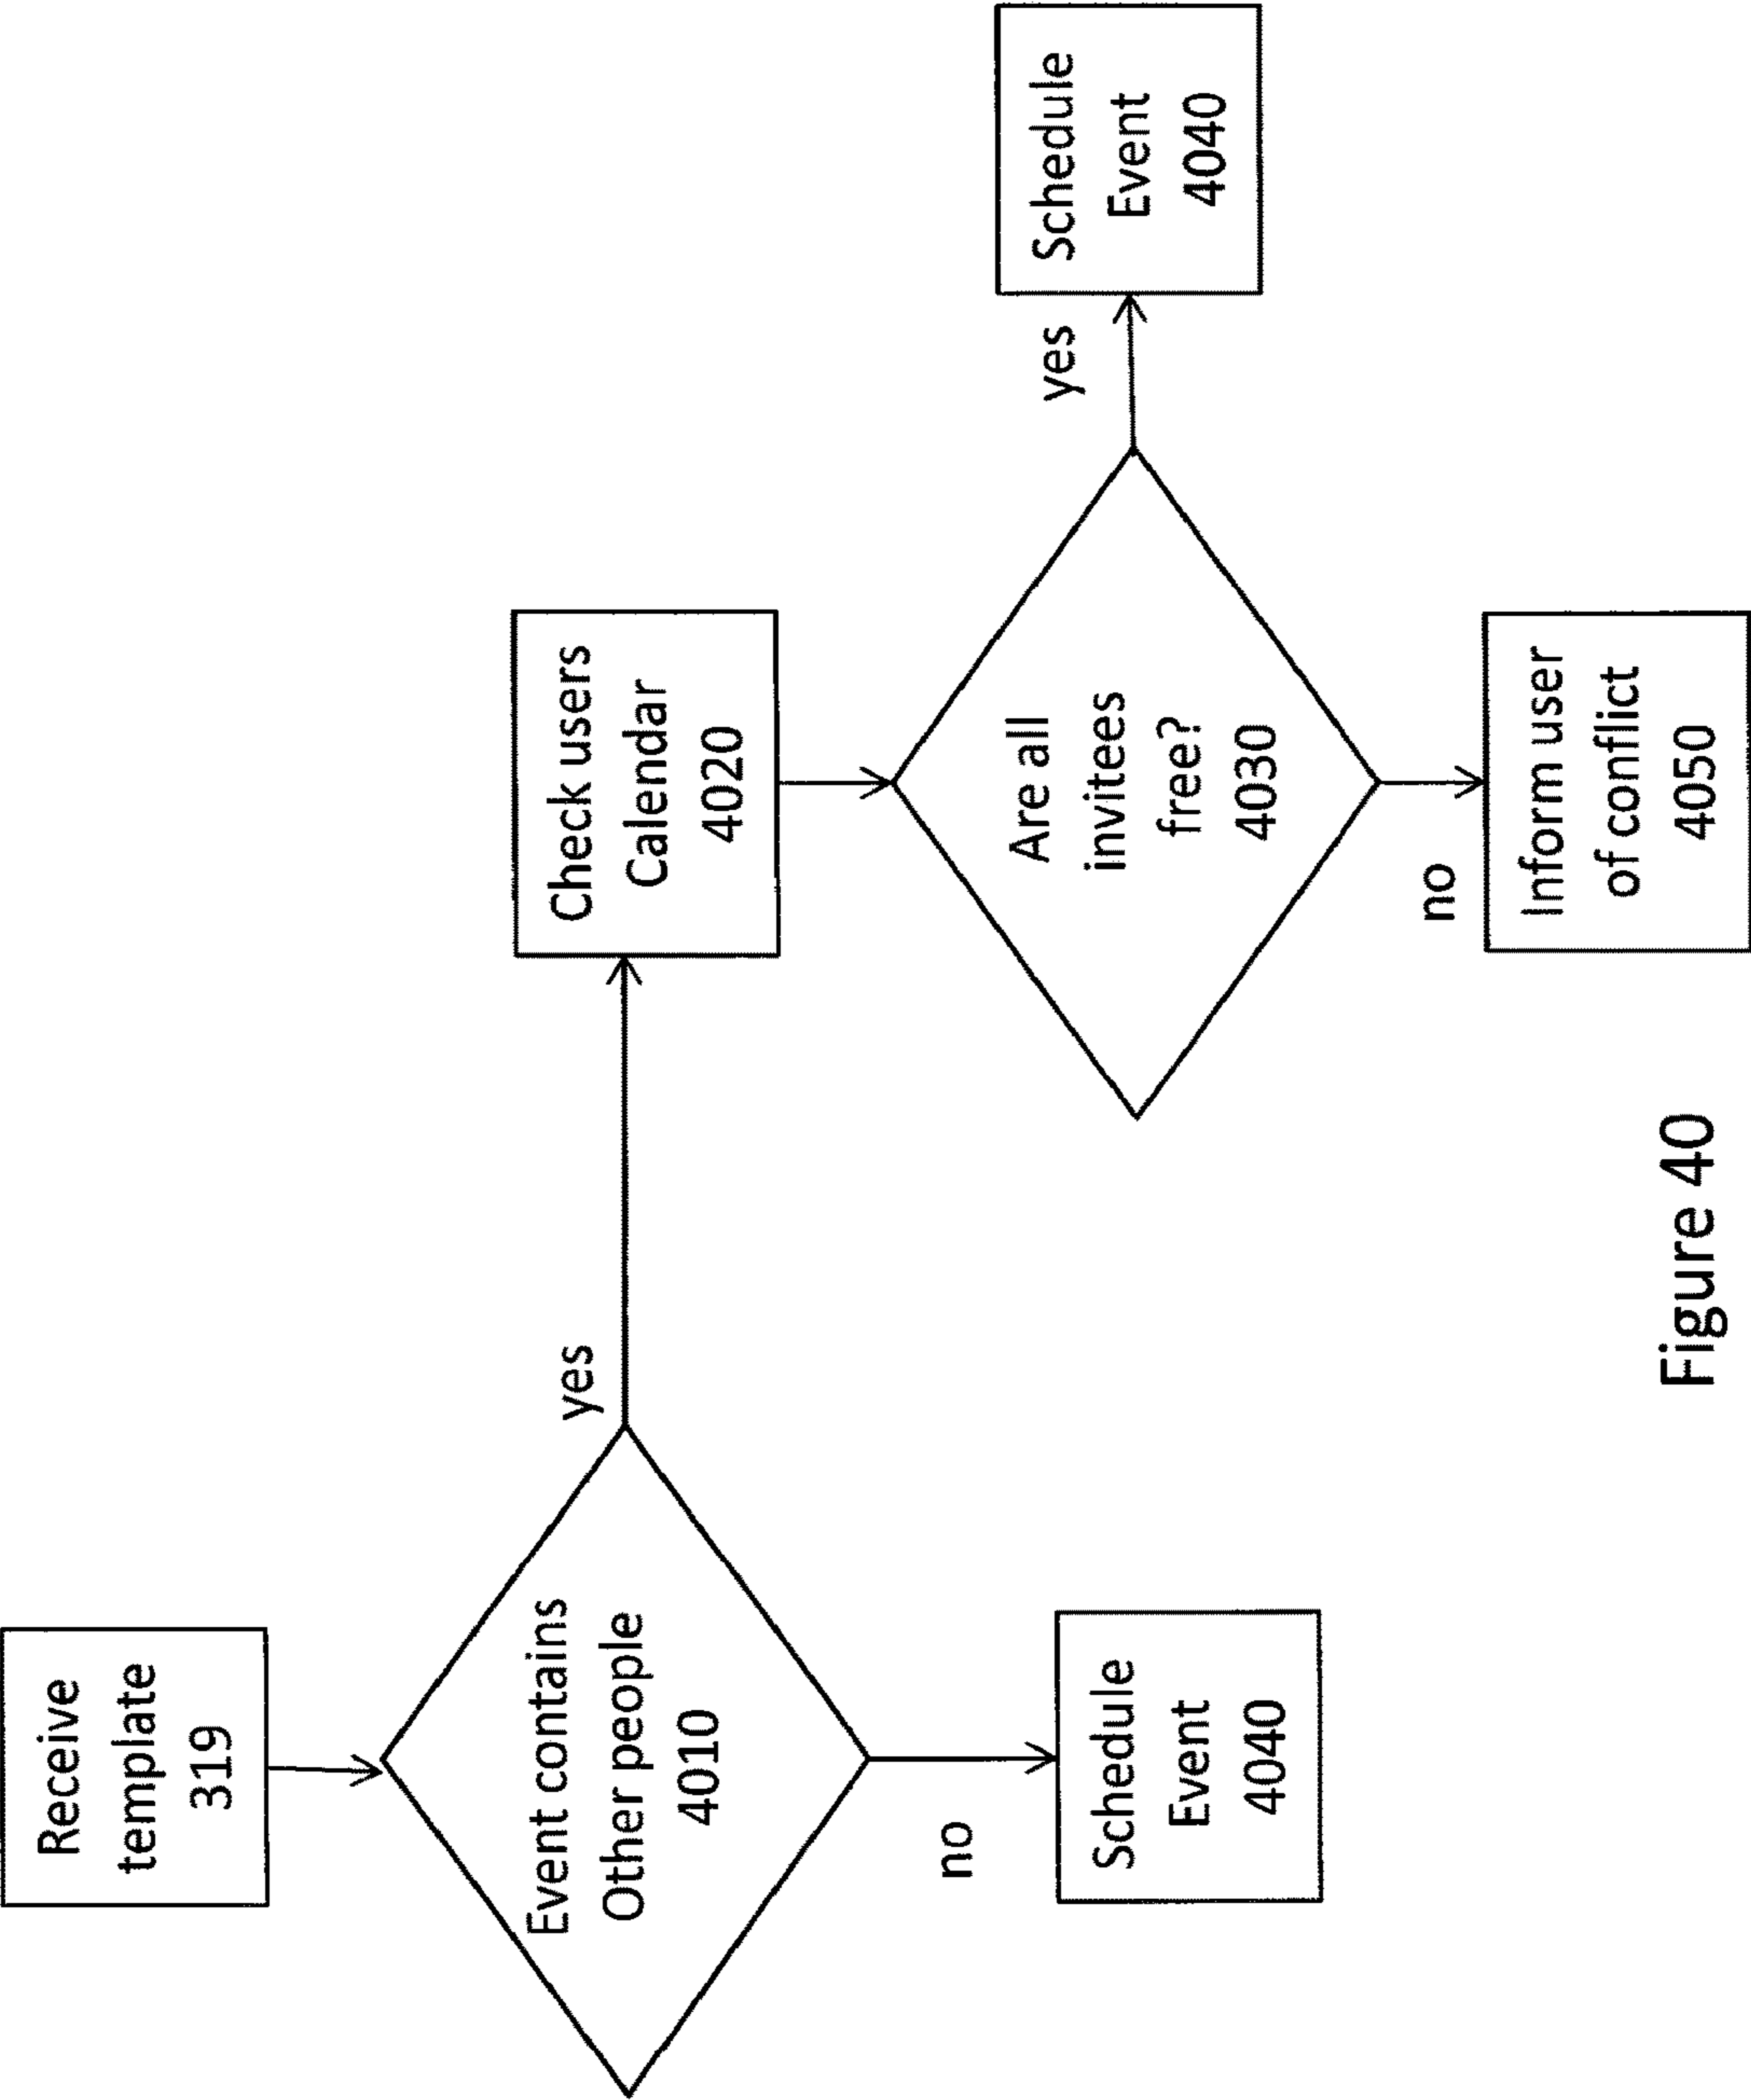 Receive
template
319
Event contains
Other people
4010
yes
no
Schedule
Event
4040
Check users
Calendar
4020
Are all
invitees
free?
4030
yes
no
Schedule
Event
4040
Inform user
of conflict
4050
Figure 40